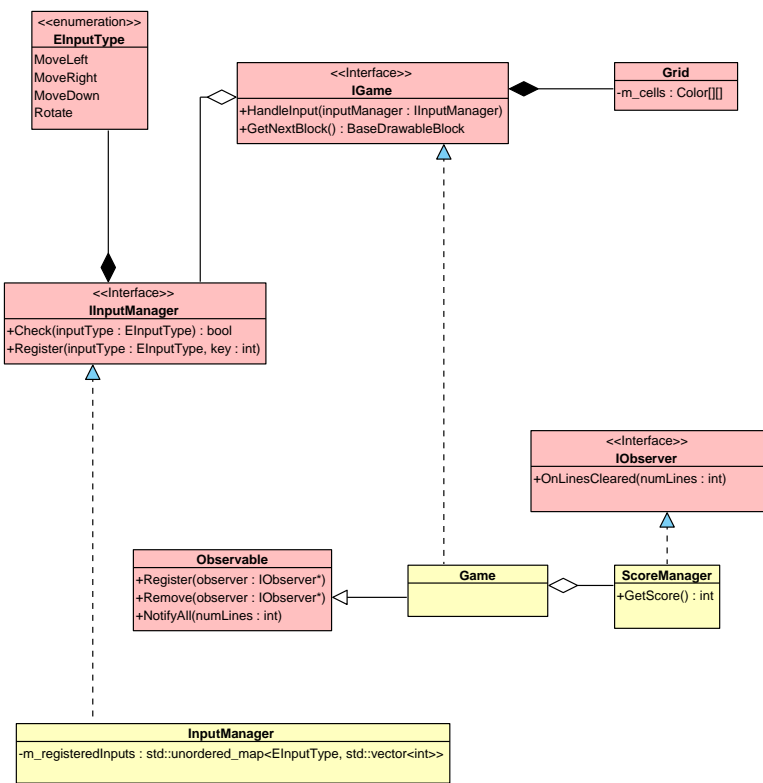 <<enumeration>>
EInputType
MoveLeft
MoveRight
MoveDown
Rotate
<<Interface>>
IGame
+HandleInput(inputManager : IInputManager)
+GetNextBlock() : BaseDrawableBlock
Grid
-m_cells : Color[][]
<<Interface>>
IInputManager
+Check(inputType : EInputType) : bool
+Register(inputType : EInputType, key : int)
<<Interface>>
IObserver
+OnLinesCleared(numLines : int)
Observable
+Register(observer : IObserver*)
+Remove(observer : IObserver*)
+NotifyAll(numLines : int)
Game
ScoreManager
+GetScore() : int
InputManager
-m_registeredInputs : std::unordered_map<EInputType, std::vector<int>>